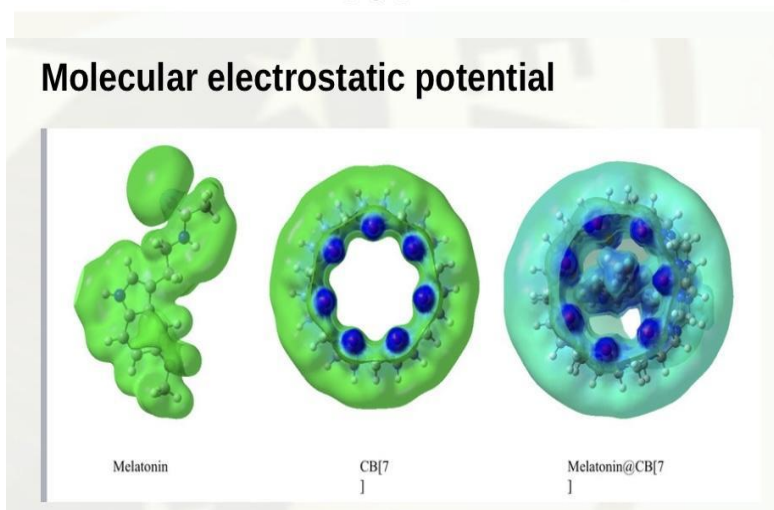 Molecular electrostatic potential
Melatonin
CB[7
]
Melatonin@CB[7
]